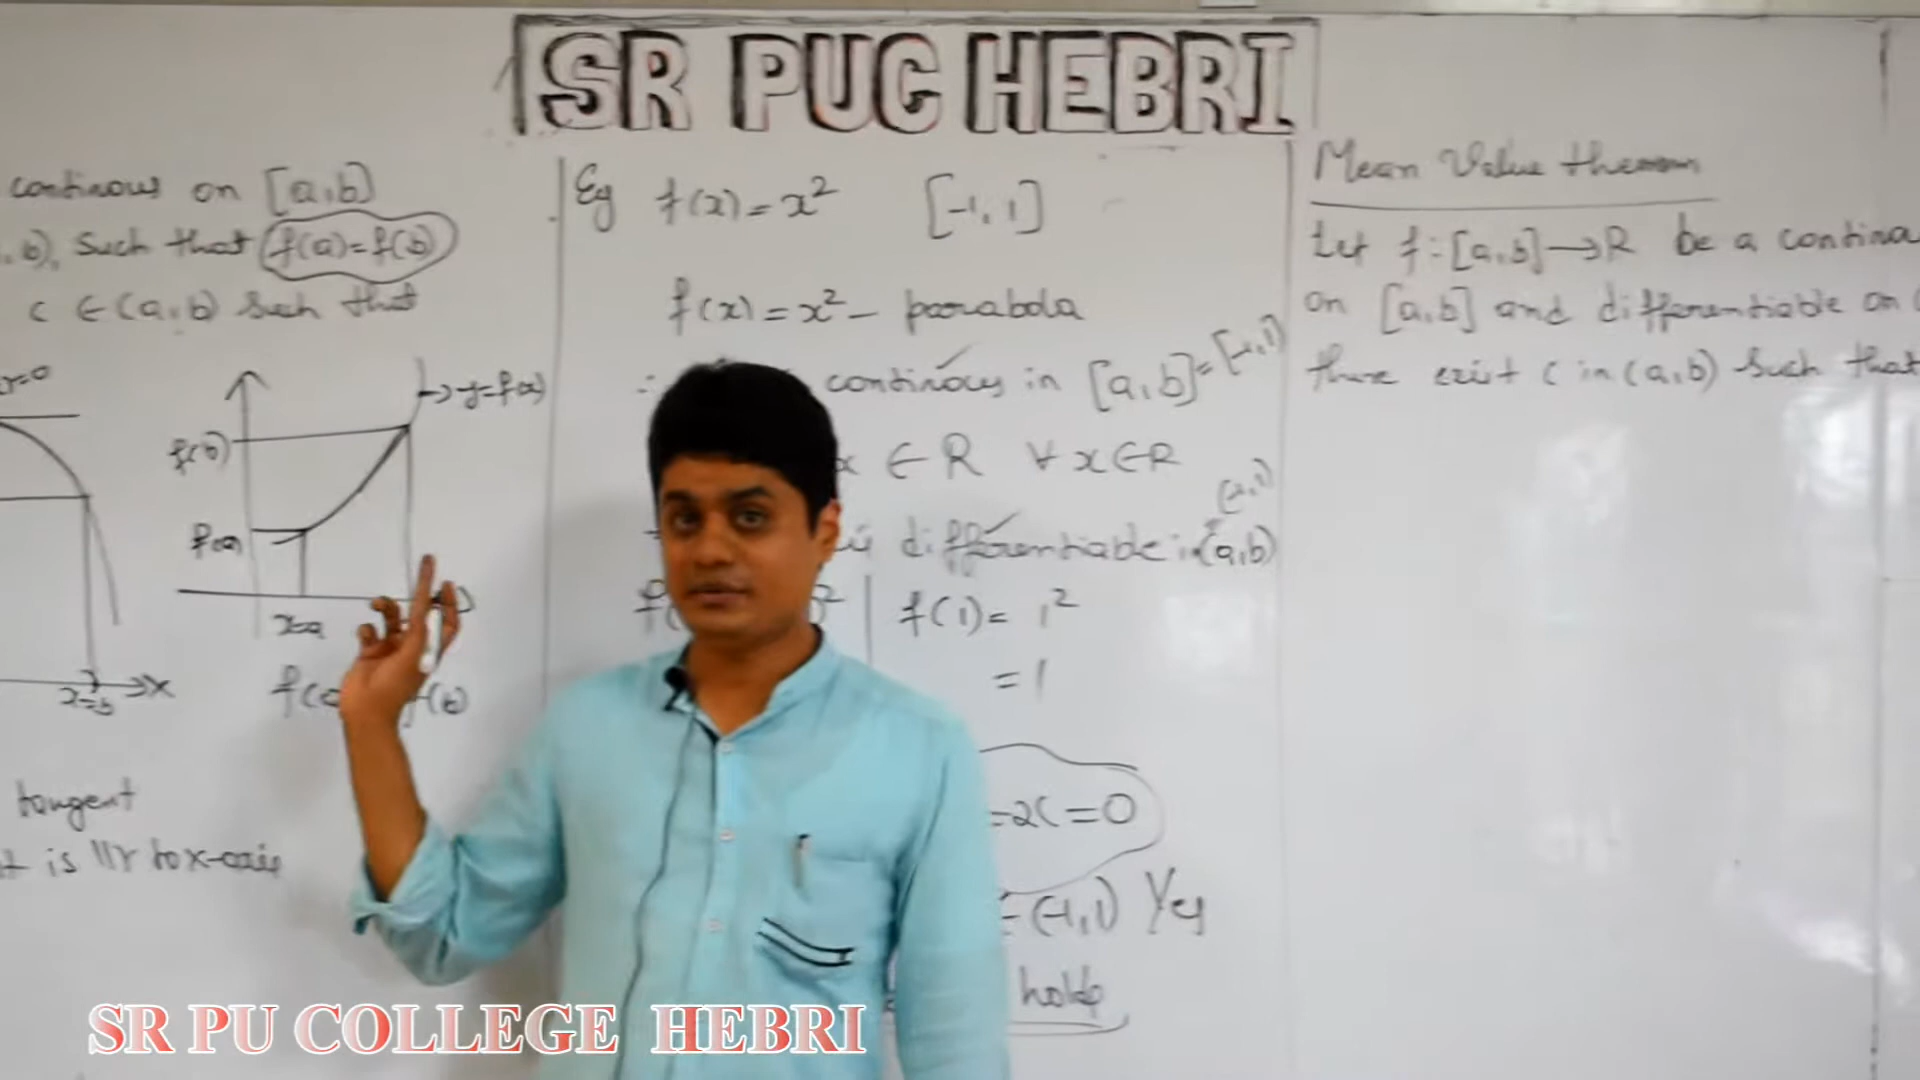 SR PUC HEBRI
continous on [a,b]
, b), Such that f(a)=f(b)
c ∈ (a,b) Such that
y=f(x)
f(b)
f(a)
x=a
x=b
x
f(b)
tangent
is ||r to x-axis
Eg f(x)=x² [-1,1]
f(x)=x² - parabola
continous in [a,b]=[-1,1]
x ∈ R ∀ x∈R
differentiable in (a,b)
f(1)= 1²
=1
=2C=0
(-1,1) Yes
holds
Mean Value theorem
Let f:[a,b]→R be a continou
on [a,b] and differentiable on (
there exist C in (a,b) Such that
SR PU COLLEGE HEBRI